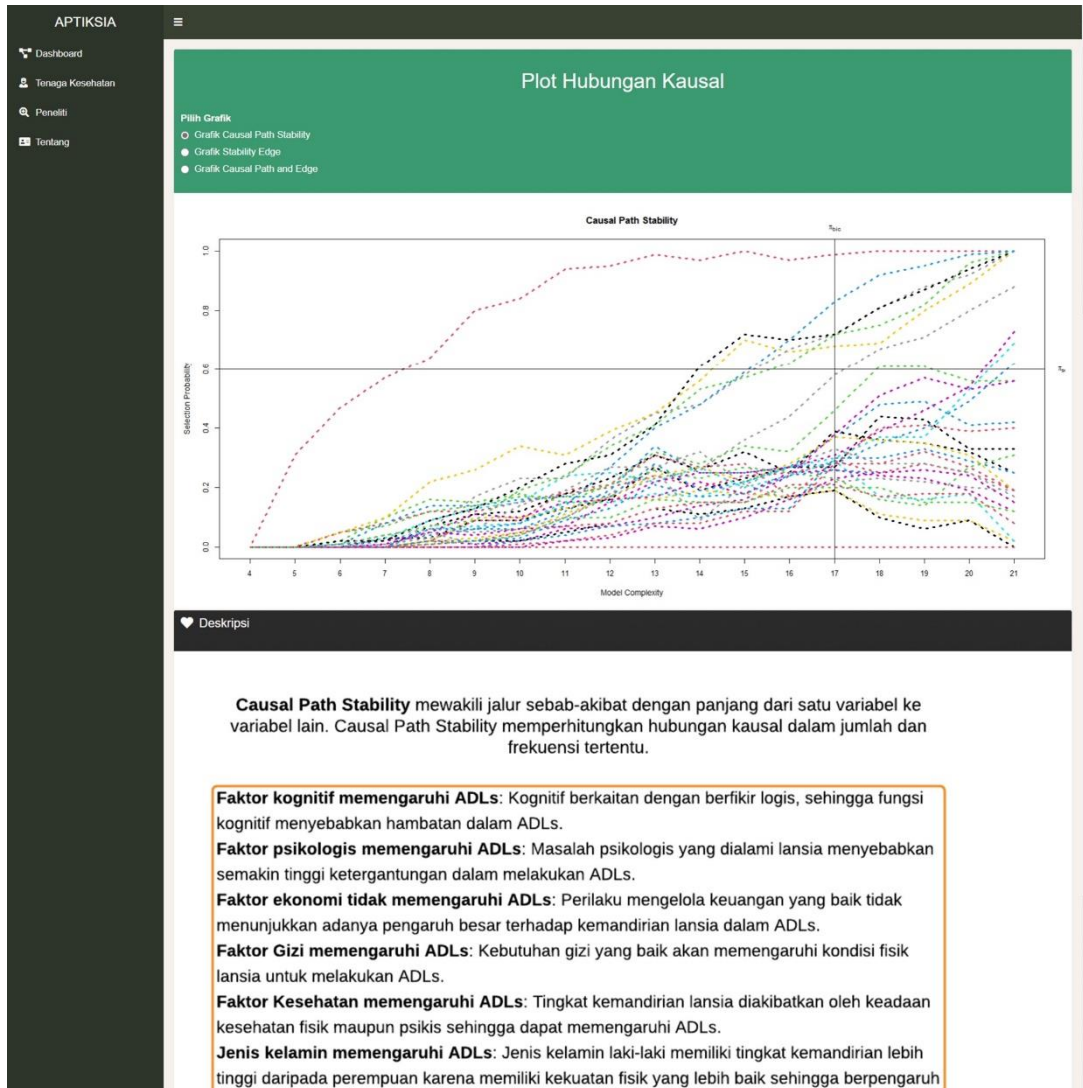 APTIKSIA
Dashboard
Tenaga Kesehatan
Peneliti
Tentang
Plot Hubungan Kausal
Pilih Grafik
Grafik Causal Path Stability
Grafik Stability Edge
Grafik Causal Path and Edge
Causal Path Stability
π_bic
Selection Probability
1.0
0.8
0.6
0.4
0.2
0.0
4 5 6 7 8 9 10 11 12 13 14 15 16 17 18 19 20 21
Model Complexity
Deskripsi
Causal Path Stability mewakili jalur sebab-akibat dengan panjang dari satu variabel ke
variabel lain. Causal Path Stability memperhitungkan hubungan kausal dalam jumlah dan
frekuensi tertentu.
Faktor kognitif memengaruhi ADLs: Kognitif berkaitan dengan berfikir logis, sehingga fungsi
kognitif menyebabkan hambatan dalam ADLs.
Faktor psikologis memengaruhi ADLs: Masalah psikologis yang dialami lansia menyebabkan
semakin tinggi ketergantungan dalam melakukan ADLs.
Faktor ekonomi tidak memengaruhi ADLs: Perilaku mengelola keuangan yang baik tidak
menunjukkan adanya pengaruh besar terhadap kemandirian lansia dalam ADLs.
Faktor Gizi memengaruhi ADLs: Kebutuhan gizi yang baik akan memengaruhi kondisi fisik
lansia untuk melakukan ADLs.
Faktor Kesehatan memengaruhi ADLs: Tingkat kemandirian lansia diakibatkan oleh keadaan
kesehatan fisik maupun psikis sehingga dapat memengaruhi ADLs.
Jenis kelamin memengaruhi ADLs: Jenis kelamin laki-laki memiliki tingkat kemandirian lebih
tinggi daripada perempuan karena memiliki kekuatan fisik yang lebih baik sehingga berpengaruh